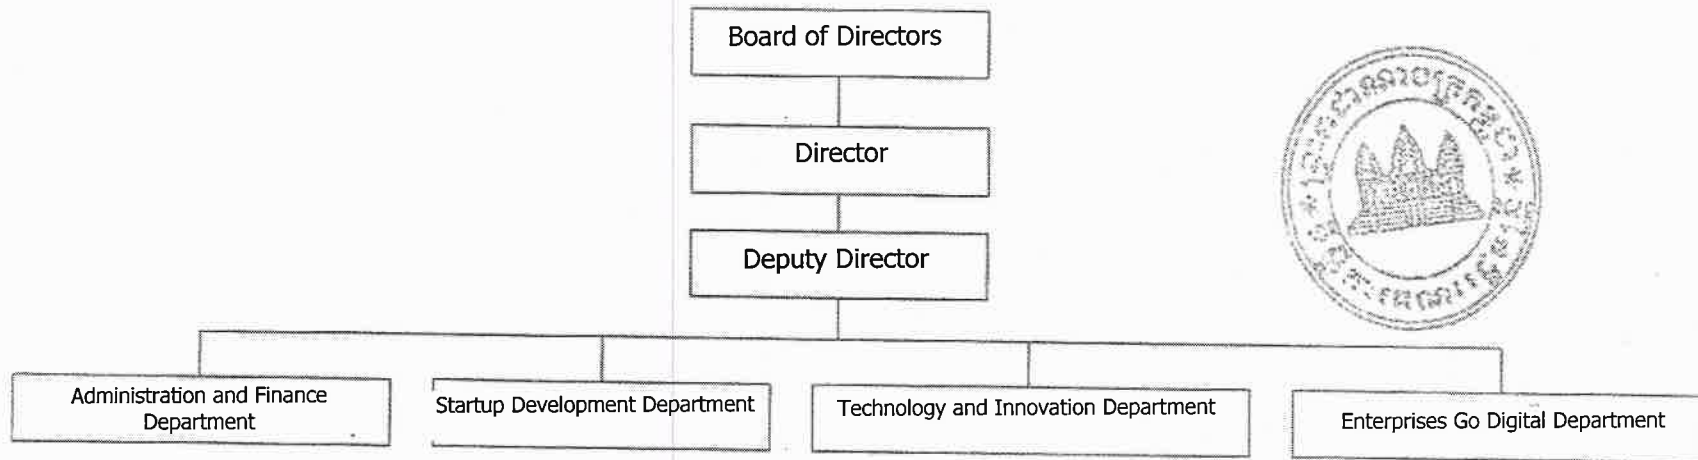 Board of Directors
Director
Deputy Director
Administration and Finance
Department
Startup Development Department
Technology and Innovation Department
Enterprises Go Digital Department